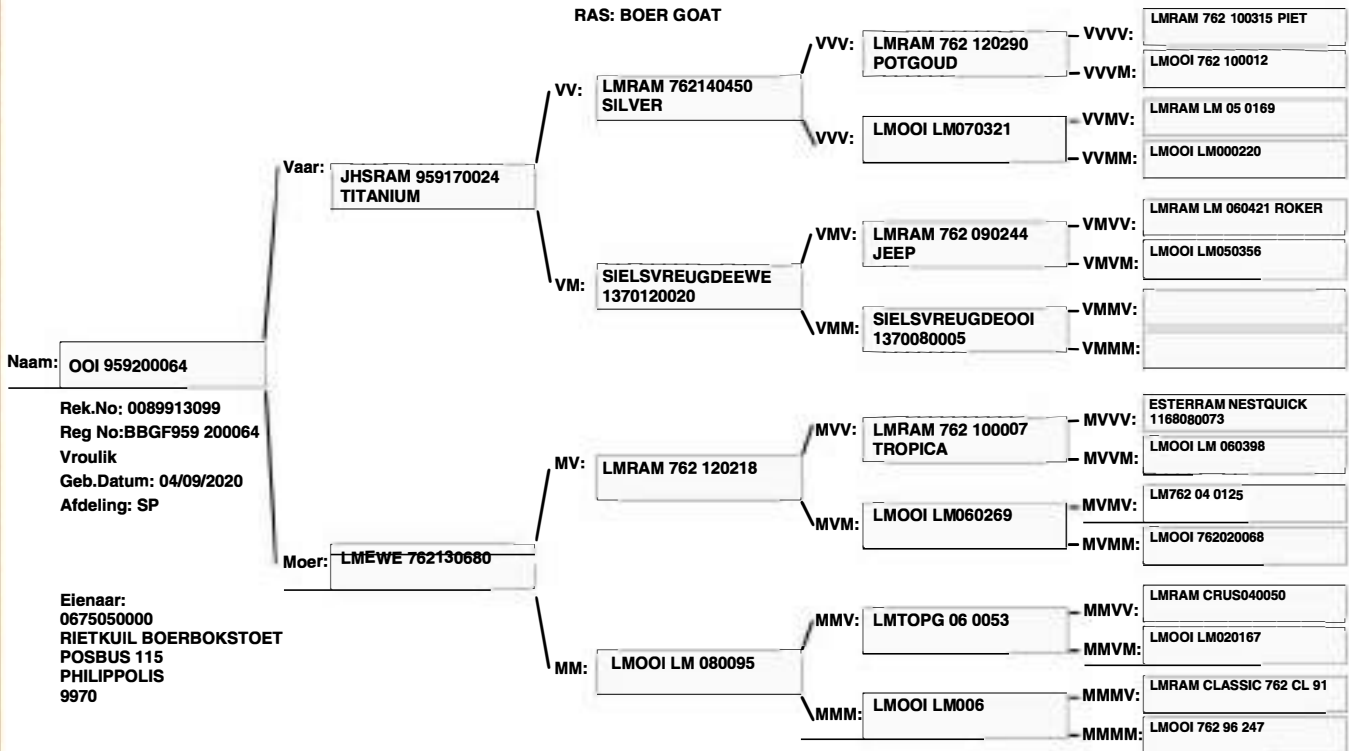 RAS: BOER GOAT
Naam: OOI 959200064
Rek.No: 0089913099
Reg No:BBGF959 200064
Vroulik
Geb.Datum: 04/09/2020
Afdeling: SP
Eienaar:
0675050000
RIETKUIL BOERBOKSTOET
POSBUS 115
PHILIPPOLIS
9970
Vaar: JHSRAM 959170024
TITANIUM
Moer: LMEWE 762130680
VV: LMRAM 762140450
SILVER
VM: SIELSVREUGDEEWE
1370120020
MV: LMRAM 762 120218
MM: LMOOI LM 080095
VVV: LMRAM 762 120290
POTGOUD
VVV: LMOOI LM070321
VMV: LMRAM 762 090244
JEEP
VMM: SIELSVREUGDEOOI
1370080005
MVV: LMRAM 762 100007
TROPICA
MVM: LMOOI LM060269
MMV: LMTOPG 06 0053
MMM: LMOOI LM006
VVVV: LMRAM 762 100315 PIET
VVVM: LMOOI 762 100012
VVMV: LMRAM LM 05 0169
VVMM: LMOOI LM000220
VMVV: LMRAM LM 060421 ROKER
VMVM: LMOOI LM050356
VMMV:
VMMM:
MVVV: ESTERRAM NESTQUICK
1168080073
MVVM: LMOOI LM 060398
MVMV: LM762 04 0125
MVMM: LMOOI 762020068
MMVV: LMRAM CRUS040050
MMVM: LMOOI LM020167
MMMV: LMRAM CLASSIC 762 CL 91
MMMM: LMOOI 762 96 247